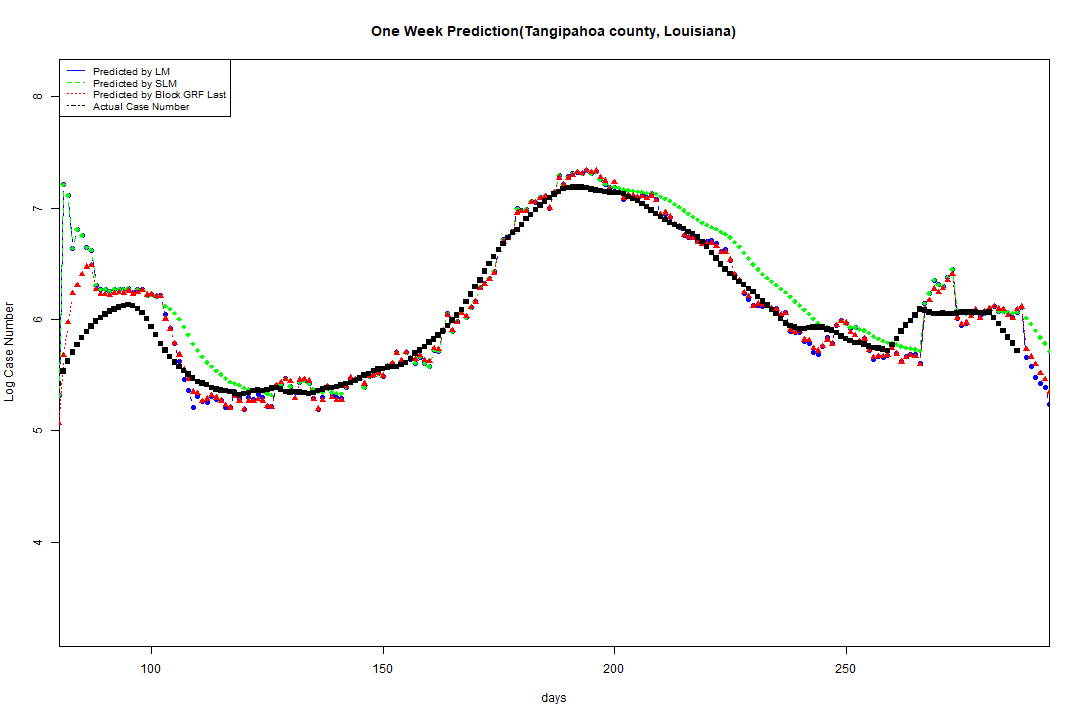 One Week Prediction(Tangipahoa county, Louisiana)
Predicted by LM
Predicted by SLM
Predicted by Block GRF Last
Actual Case Number
Log Case Number
8
7
6
5
4
100 150 200 250
days